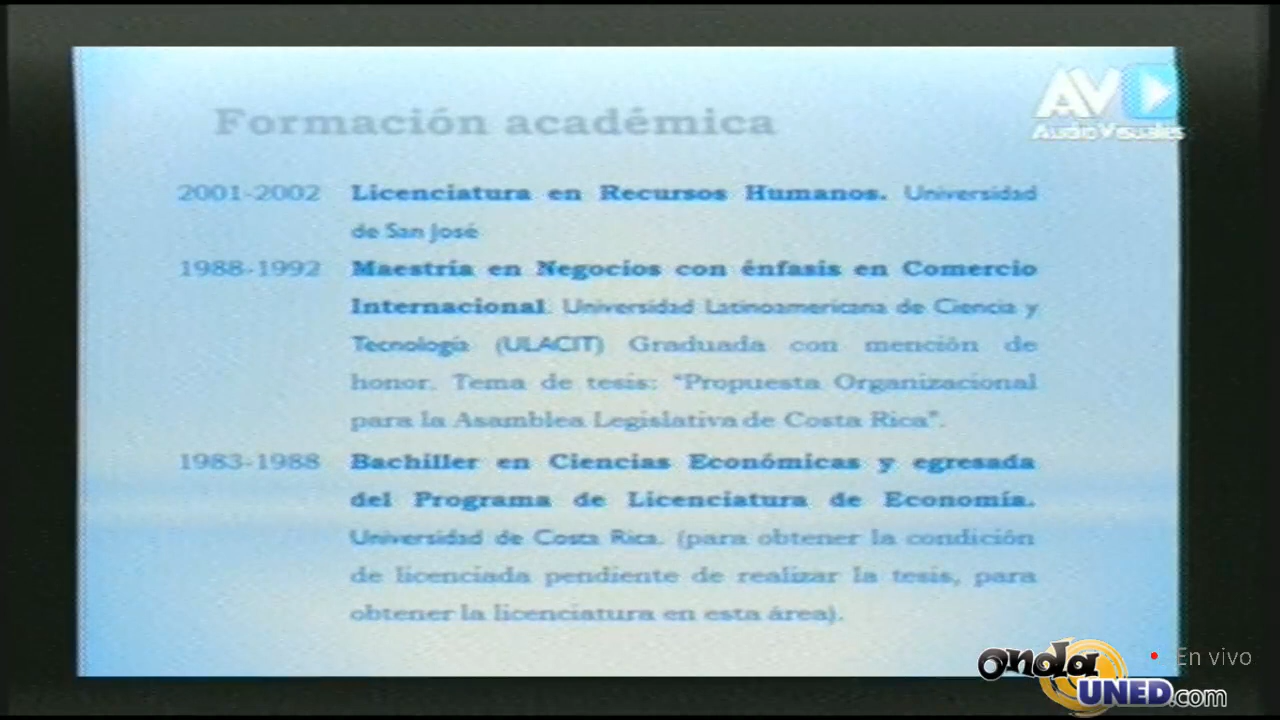 AV
AudioVisuales
Formación académica
2001-2002 Licenciatura en Recursos Humanos. Universidad
de San José
1988-1992 Maestría en Negocios con énfasis en Comercio
Internacional. Universidad Latinoamericana de Ciencia y
Tecnología (ULACIT) Graduada con mención de
honor. Tema de tesis: "Propuesta Organizacional
para la Asamblea Legislativa de Costa Rica".
1983-1988 Bachiller en Ciencias Económicas y egresada
del Programa de Licenciatura de Economía.
Universidad de Costa Rica. (para obtener la condición
de licenciada pendiente de realizar la tesis, para
obtener la licenciatura en esta área).
En vivo
onda
UNED.com